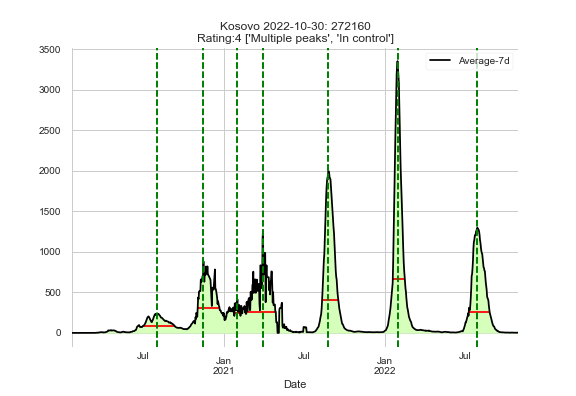 Kosovo 2022-10-30: 272160
Rating:4 ['Multiple peaks', 'In control']
Average-7d
3500
3000
2500
2000
1500
1000
500
0
Jul
Jan
2021
Jul
Jan
2022
Jul
Date